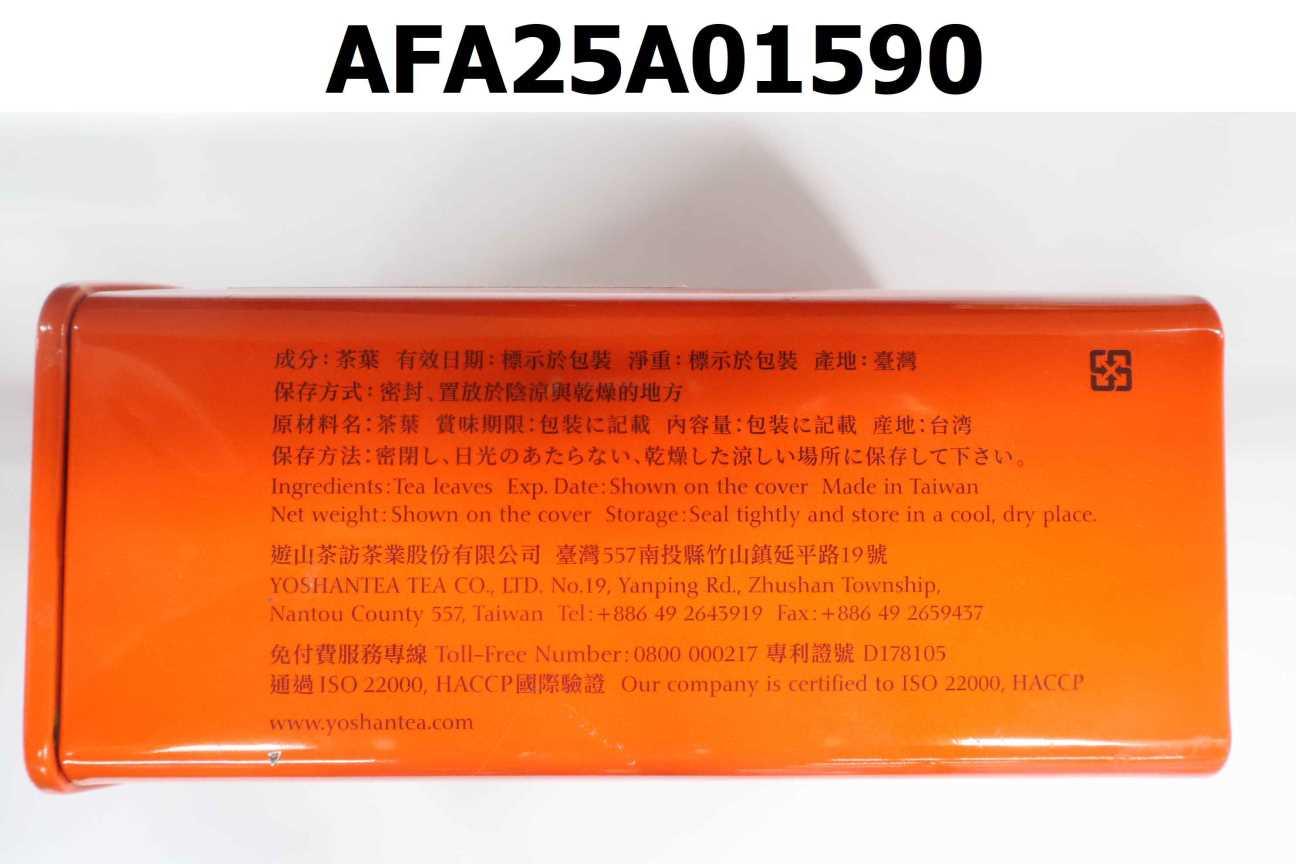 AFA25A01590
成分：茶葉 有效日期：標示於包裝 淨重：標示於包裝 產地：臺灣
保存方式：密封、置放於陰涼與乾燥的地方
原材料名：茶葉 賞味期限：包装に記載 內容量：包装に記載 産地：台湾
保存方法：密閉し、日光のあたらない、乾燥した涼しい場所に保存して下さい。
Ingredients:Tea leaves Exp. Date:Shown on the cover Made in Taiwan
Net weight:Shown on the cover Storage:Seal tightly and store in a cool, dry place.
遊山茶訪茶業股份有限公司 臺灣557南投縣竹山鎮延平路19號
YOSHANTEA TEA CO., LTD. No.19, Yanping Rd., Zhushan Township,
Nantou County 557, Taiwan Tel:+886 49 2643919 Fax:+886 49 2659437
免付費服務專線 Toll-Free Number:0800 000217 專利證號 D178105
通過ISO 22000, HACCP國際驗證 Our company is certified to ISO 22000, HACCP
www.yoshantea.com